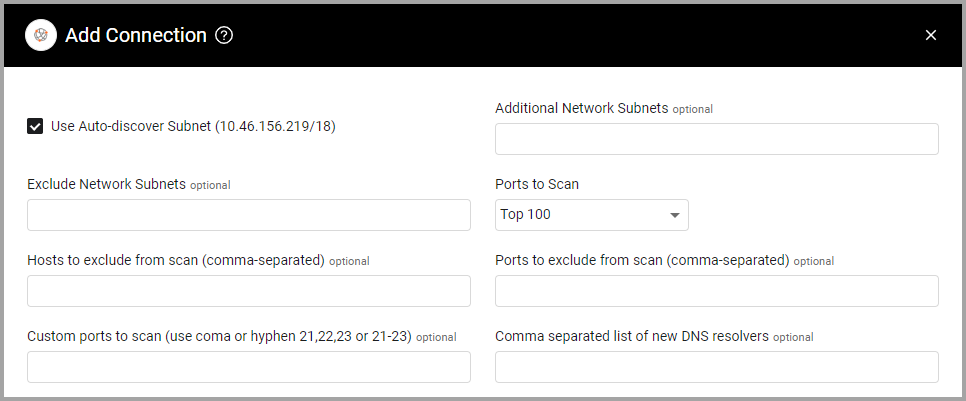 Add Connection ?
Additional Network Subnets optional
Use Auto-discover Subnet (10.46.156.219/18)
Exclude Network Subnets optional
Ports to Scan
Top 100
Hosts to exclude from scan (comma-separated) optional
Ports to exclude from scan (comma-separated) optional
Custom ports to scan (use coma or hyphen 21,22,23 or 21-23) optional
Comma separated list of new DNS resolvers optional